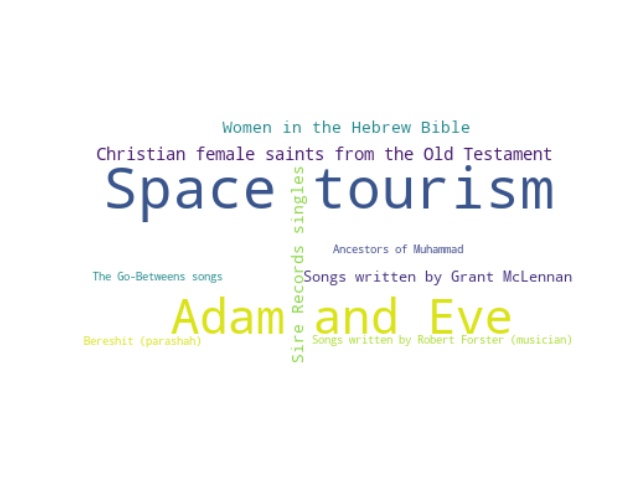 Women in the Hebrew Bible
Christian female saints from the Old Testament
Space tourism
Sire Records singles
Ancestors of Muhammad
The Go-Betweens songs
Songs written by Grant McLennan
Adam and Eve
Bereshit (parashah)
Songs written by Robert Forster (musician)